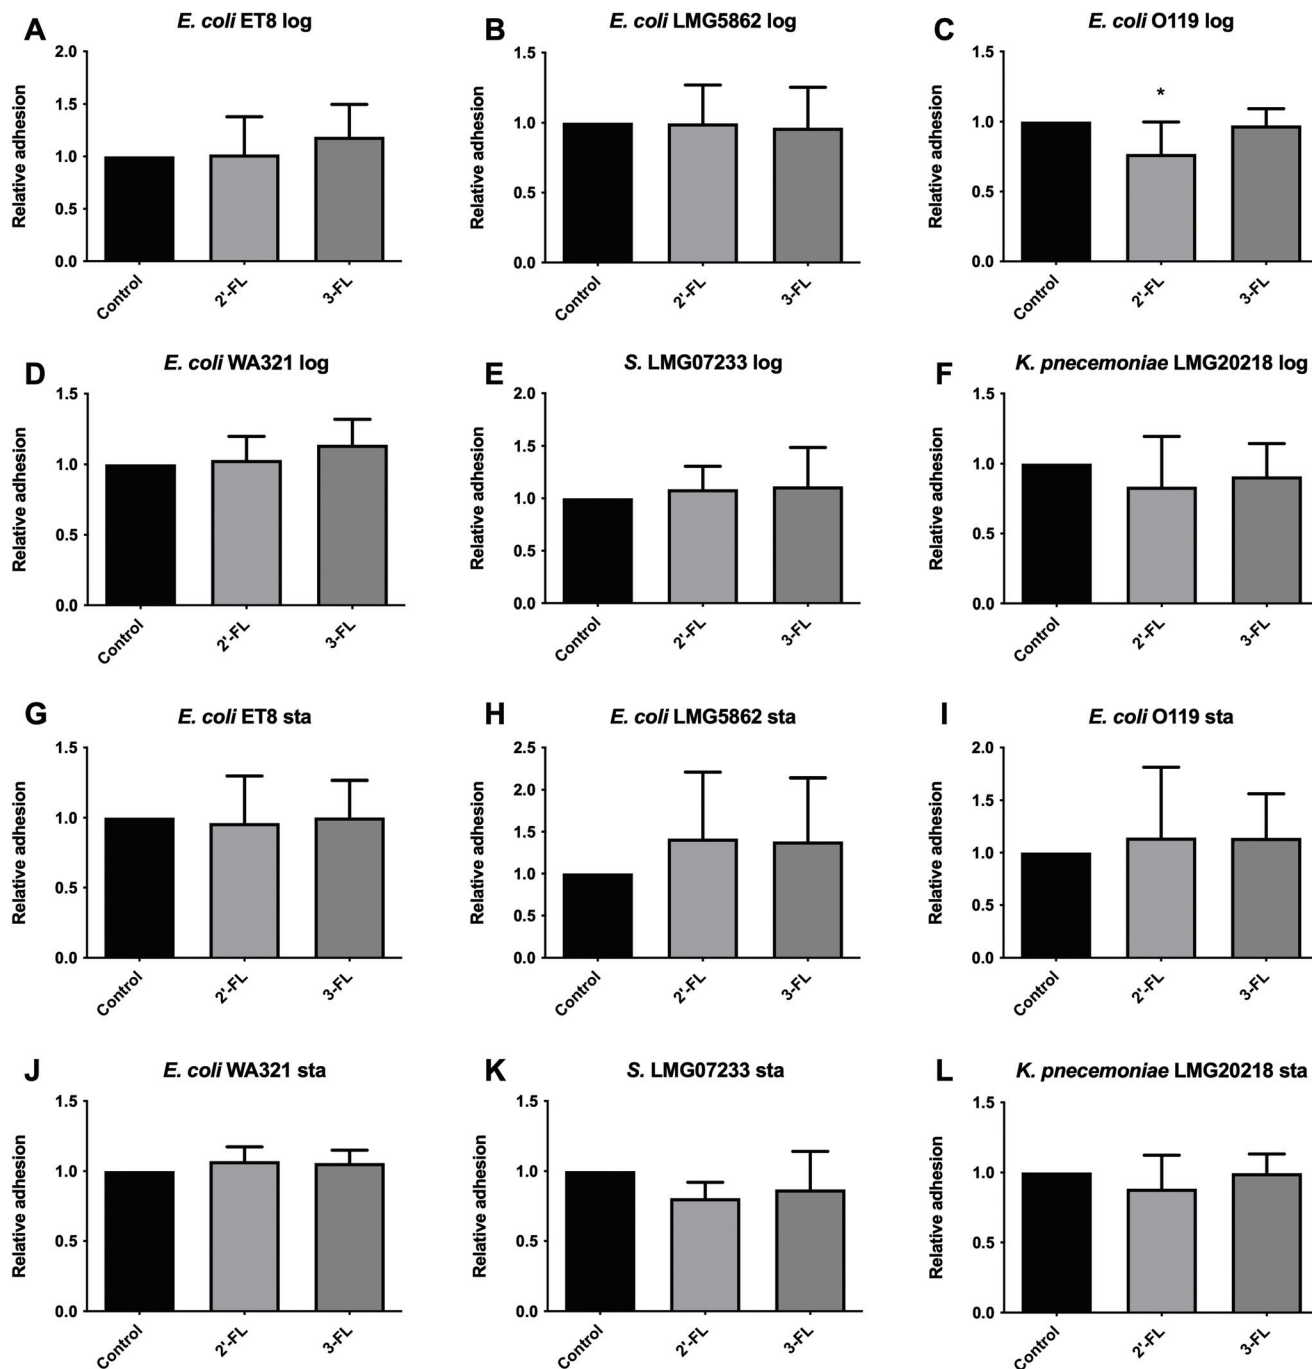 A
E. coli ET8 log
Relative adhesion
2.0
1.5
1.0
0.5
0.0
Control
2'-FL
3-FL
B
E. coli LMG5862 log
Relative adhesion
1.5
1.0
0.5
0.0
Control
2'-FL
3-FL
C
E. coli O119 log
Relative adhesion
1.5
1.0
0.5
0.0
*
Control
2'-FL
3-FL
D
E. coli WA321 log
Relative adhesion
1.5
1.0
0.5
0.0
Control
2'-FL
3-FL
E
S. LMG07233 log
Relative adhesion
2.0
1.5
1.0
0.5
0.0
Control
2'-FL
3-FL
F
K. pnecemoniae LMG20218 log
Relative adhesion
1.5
1.0
0.5
0.0
Control
2'-FL
3-FL
G
E. coli ET8 sta
Relative adhesion
1.5
1.0
0.5
0.0
Control
2'-FL
3-FL
H
E. coli LMG5862 sta
Relative adhesion
2.5
2.0
1.5
1.0
0.5
0.0
Control
2'-FL
3-FL
I
E. coli O119 sta
Relative adhesion
2.0
1.5
1.0
0.5
0.0
Control
2'-FL
3-FL
J
E. coli WA321 sta
Relative adhesion
1.5
1.0
0.5
0.0
Control
2'-FL
3-FL
K
S. LMG07233 sta
Relative adhesion
1.5
1.0
0.5
0.0
Control
2'-FL
3-FL
L
K. pnecemoniae LMG20218 sta
Relative adhesion
1.5
1.0
0.5
0.0
Control
2'-FL
3-FL